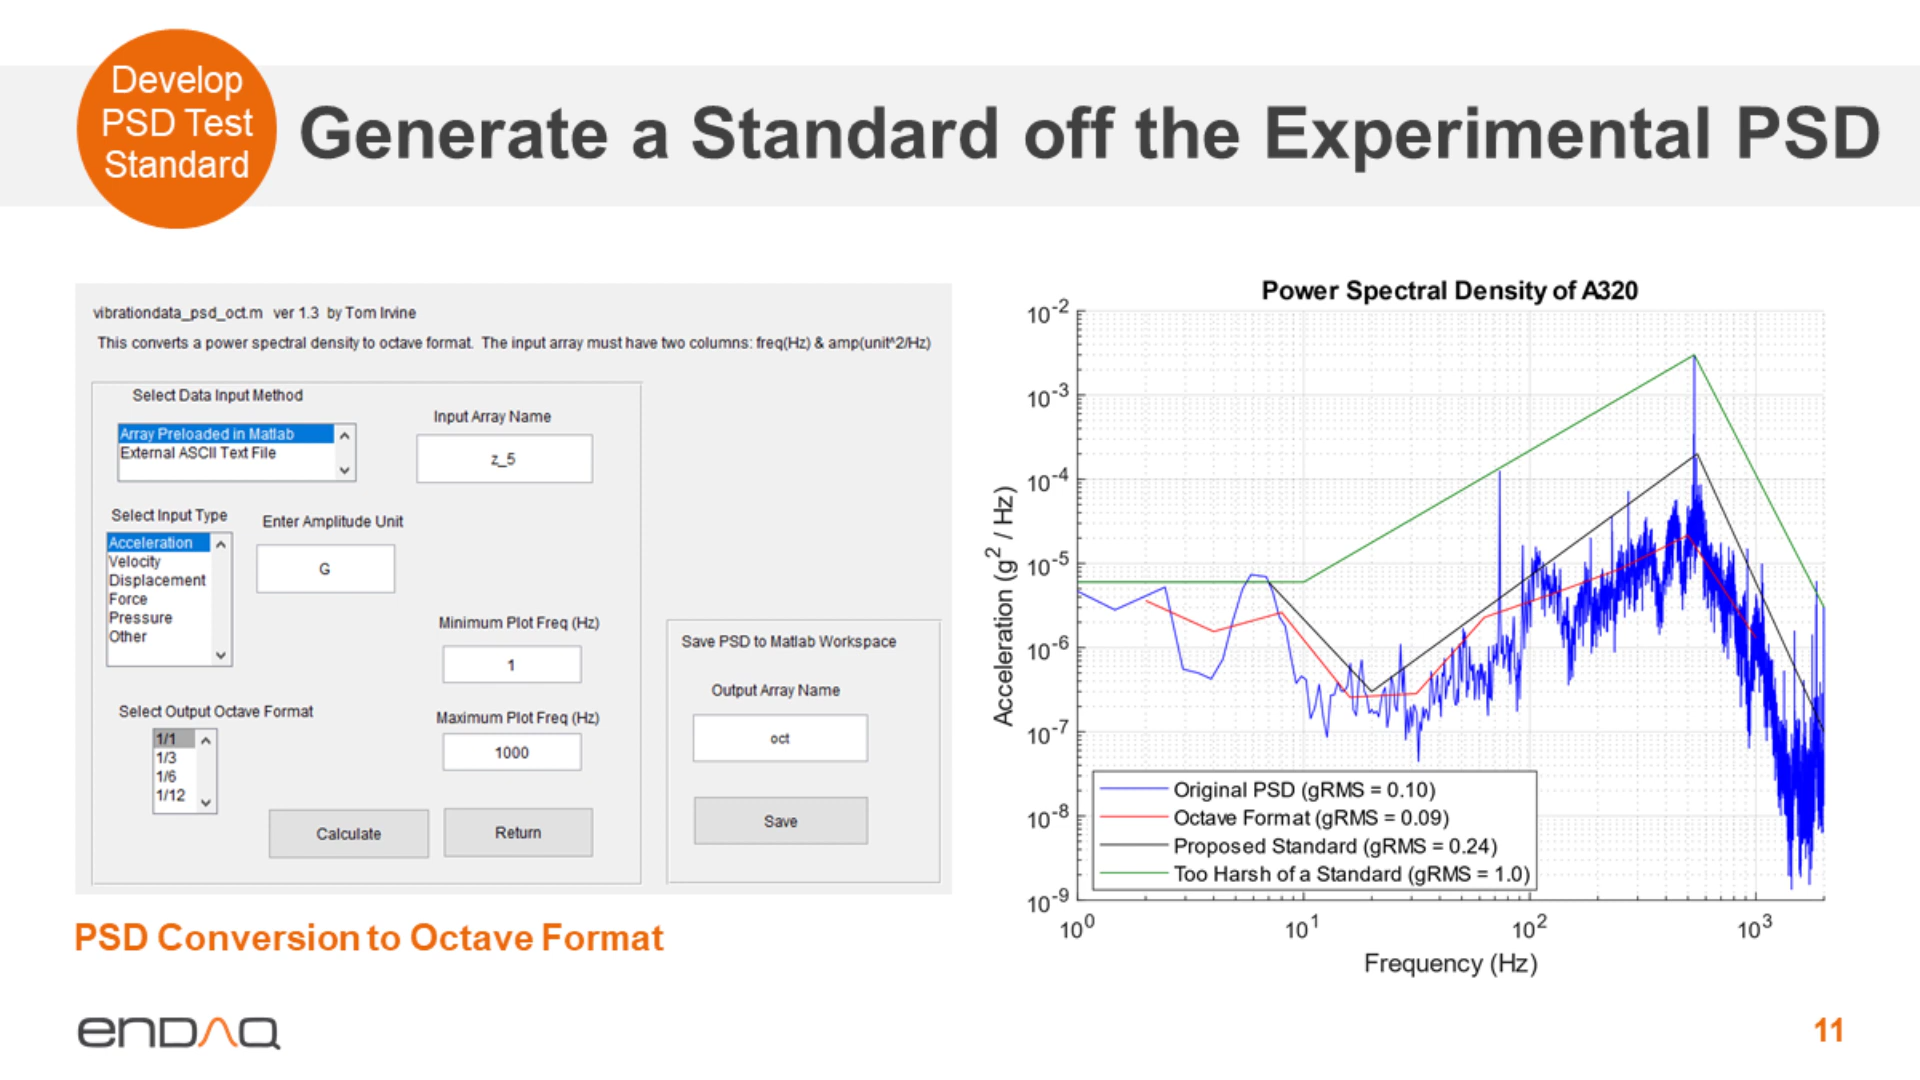 Develop
PSD Test
Standard
Generate a Standard off the Experimental PSD
vibrationdata_psd_oct.m ver 1.3 by Tom Irvine
This converts a power spectral density to octave format. The input array must have two columns: freq(Hz) & amp(unit^2/Hz)
Select Data Input Method
Array Preloaded in Matlab
External ASCII Text File
Input Array Name
z_5
Select Input Type
Acceleration
Velocity
Displacement
Force
Pressure
Other
Enter Amplitude Unit
G
Minimum Plot Freq (Hz)
1
Select Output Octave Format
1/1
1/3
1/6
1/12
Maximum Plot Freq (Hz)
1000
Calculate
Return
Save PSD to Matlab Workspace
Output Array Name
oct
Save
PSD Conversion to Octave Format
Power Spectral Density of A320
Acceleration (g² / Hz)
10⁻²
10⁻³
10⁻⁴
10⁻⁵
10⁻⁶
10⁻⁷
10⁻⁸
10⁻⁹
Original PSD (gRMS = 0.10)
Octave Format (gRMS = 0.09)
Proposed Standard (gRMS = 0.24)
Too Harsh of a Standard (gRMS = 1.0)
10⁰ 10¹ 10² 10³
Frequency (Hz)
enDAQ
11